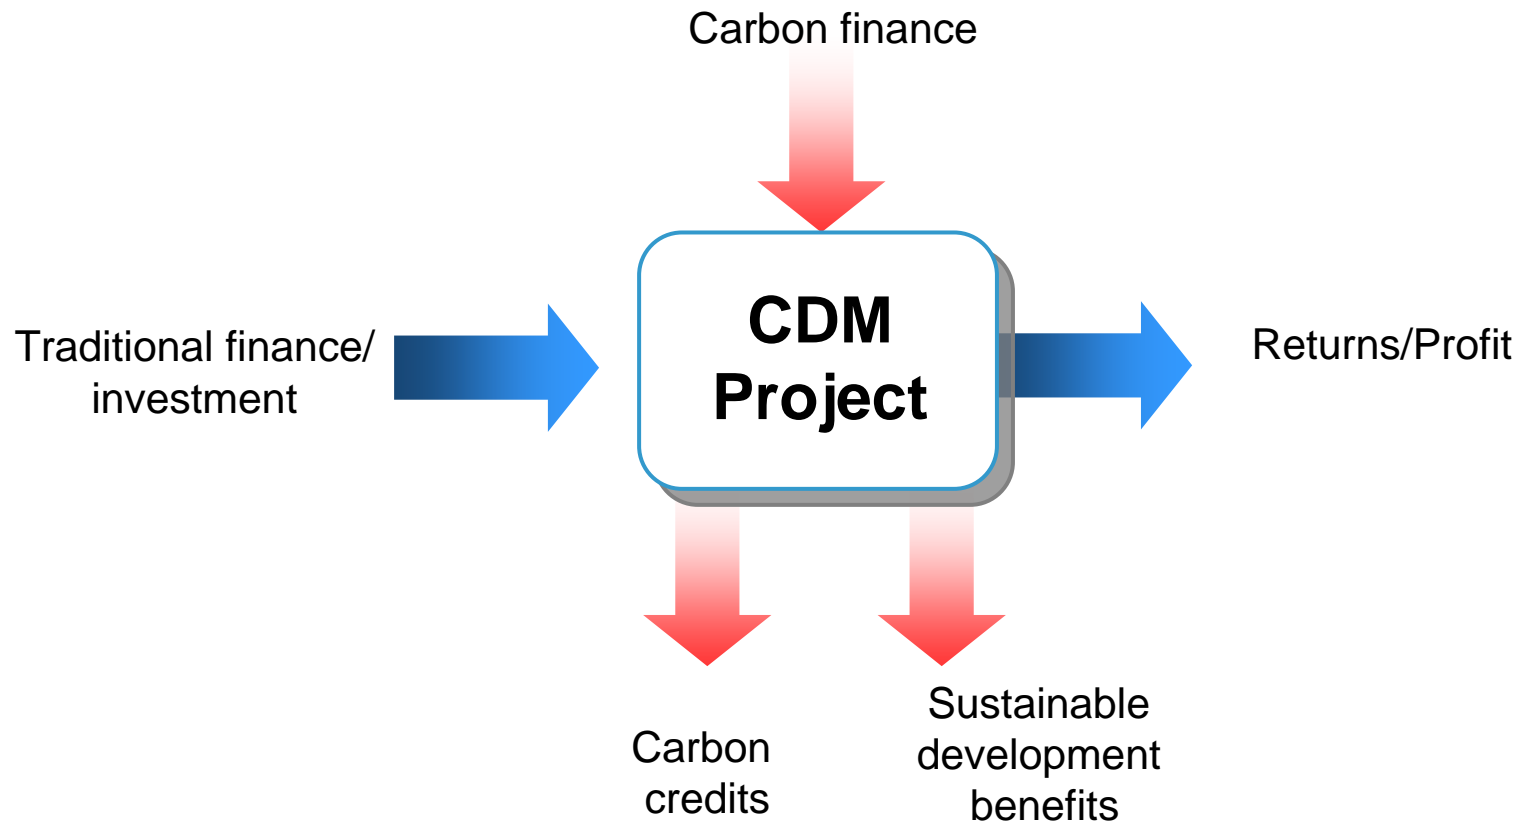 Carbon finance
Traditional finance/
investment
CDM
Project
Returns/Profit
Carbon
credits
Sustainable
development
benefits